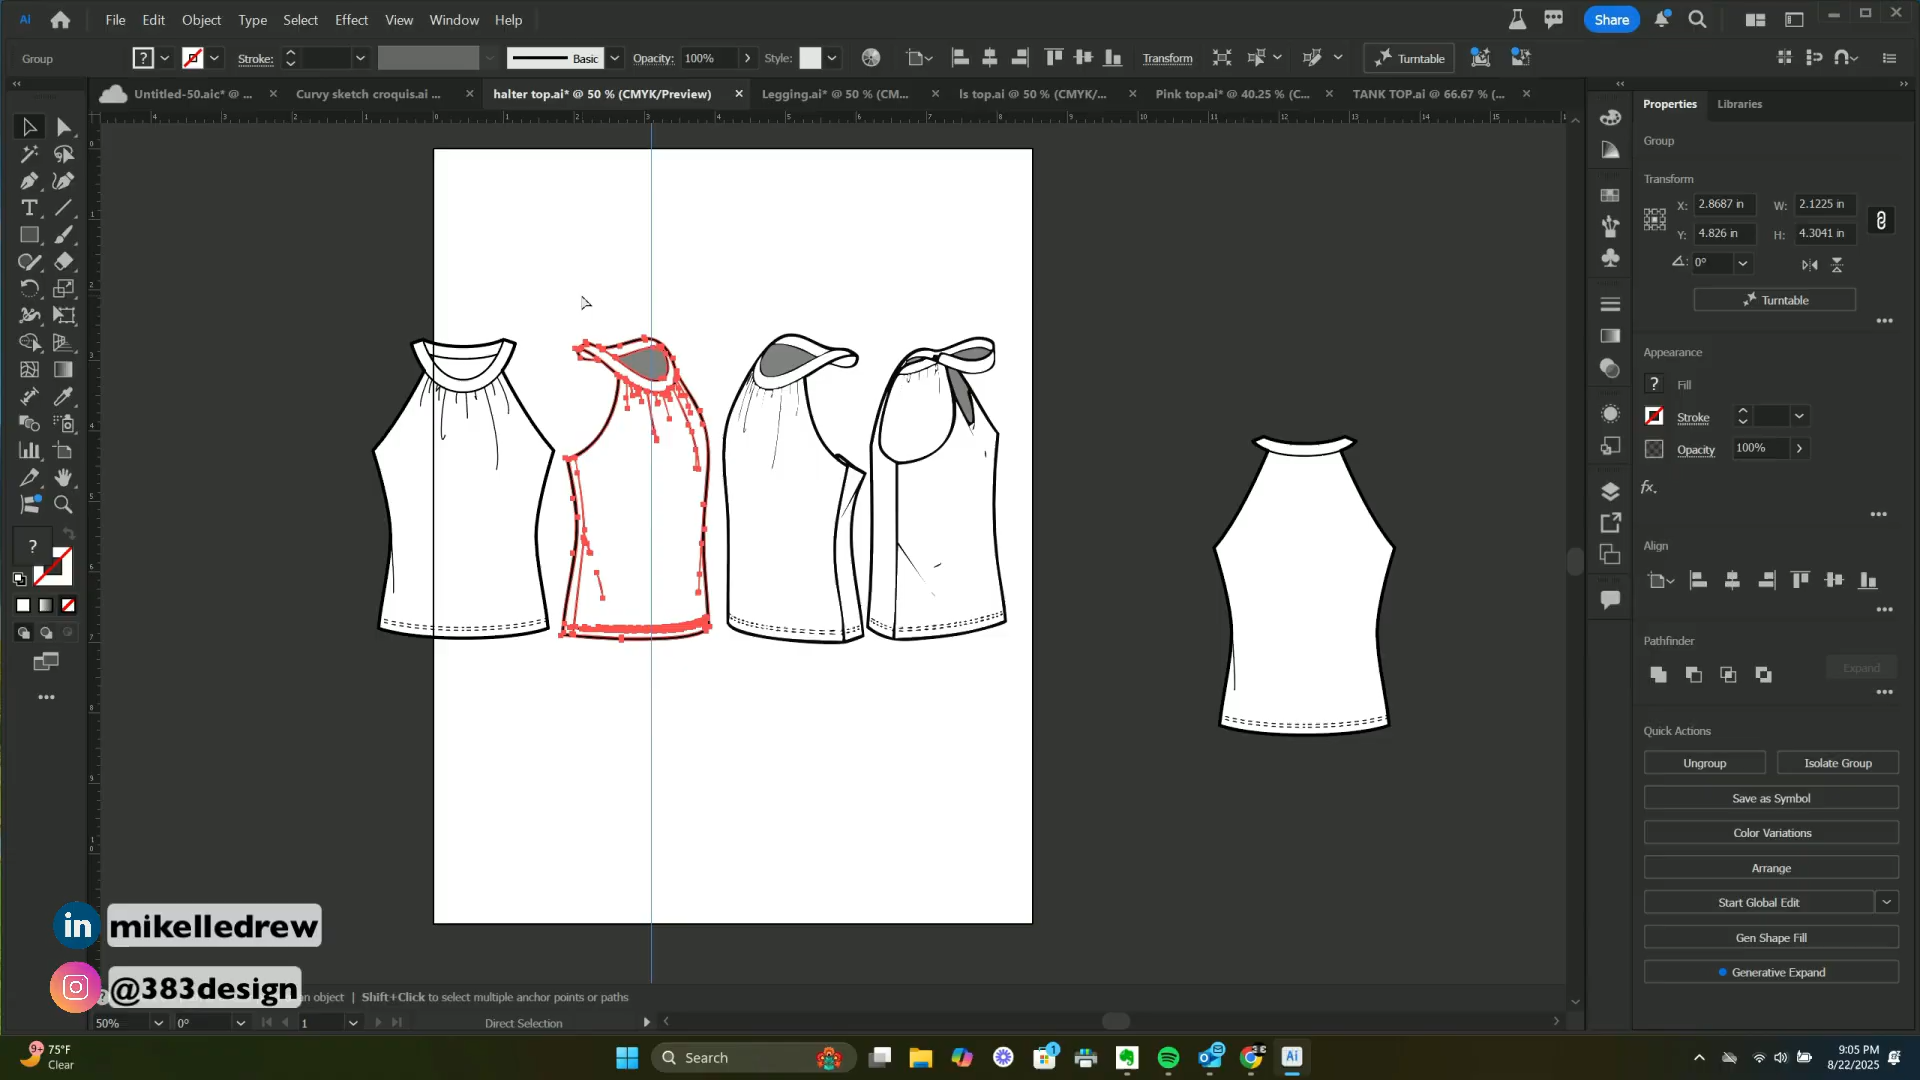 Ai File Edit Object Type Select Effect View Window Help Share
Group ? Stroke: Basic Opacity: 100% Style: Transform Turntable
Untitled-50.aic* @ ... × Curvy sketch croquis.ai ... × halter top.ai* @ 50 % (CMYK/Preview) × Legging.ai* @ 50 % (CM... × ls top.ai @ 50 % (CMYK/... × Pink top.ai* @ 40.25 % (C... × TANK TOP.ai @ 66.67 % (... ×
Properties Libraries
Group
Transform
X: 2.8687 in W: 2.1225 in
Y: 4.826 in H: 4.3041 in
0°
Turntable
Appearance
? Fill
Stroke
Opacity 100%
fx.
Align
Pathfinder
Expand
Quick Actions
Ungroup Isolate Group
Save as Symbol
Color Variations
Arrange
Start Global Edit
Gen Shape Fill
Generative Expand
in mikelledrew
@383design
an object | Shift+Click to select multiple anchor points or paths
50% 0° 1 Direct Selection
75°F
Clear
Search
9:05 PM
8/22/2025